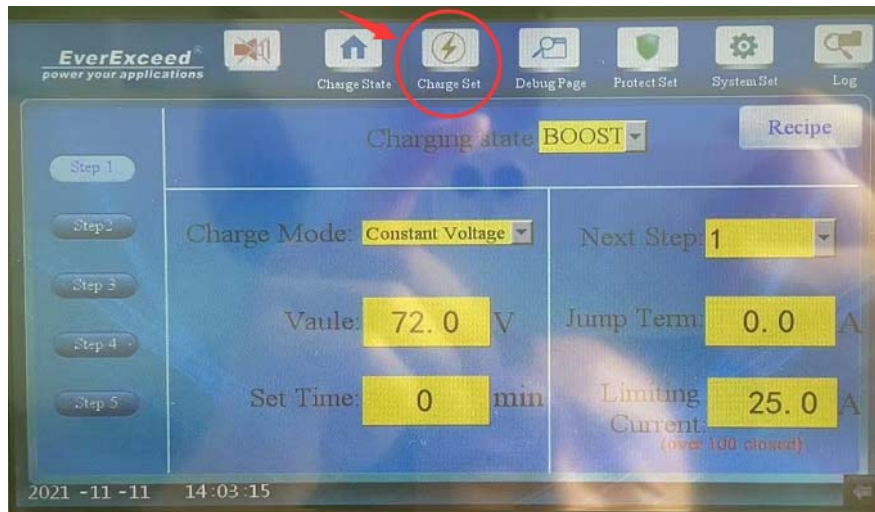 EverExceed®
power your applications
Charge State
Charge Set
Debug Page
Protect Set
System Set
Log
Charging state BOOST
Recipe
Step 1
Step2
Step 3
Step 4
Step 5
Charge Mode: Constant Voltage
Next Step: 1
Vaule: 72. 0 V
Jump Term: 0. 0 A
Set Time: 0 min
Limiting
Current: 25. 0 A
(over 100 closed)
2021 -11 -11 14:03:15